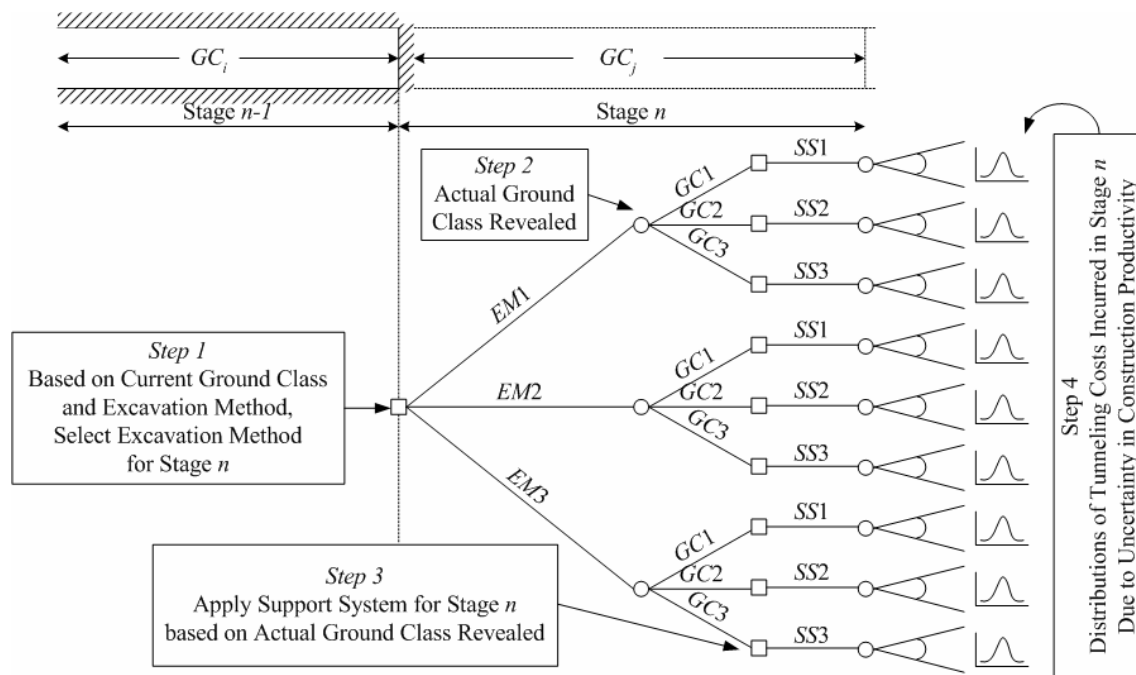 GCi
GCj
Stage n-1
Stage n
Step 2
Actual Ground
Class Revealed
GC1
GC2
GC3
SS1
SS2
SS3
EM1
Step 1
Based on Current Ground Class
and Excavation Method,
Select Excavation Method
for Stage n
EM2
GC1
GC2
GC3
SS1
SS2
SS3
EM3
GC1
GC2
GC3
SS1
SS2
SS3
Step 3
Apply Support System for Stage n
based on Actual Ground Class Revealed
Step 4
Distributions of Tunneling Costs Incurred in Stage n
Due to Uncertainty in Construction Productivity